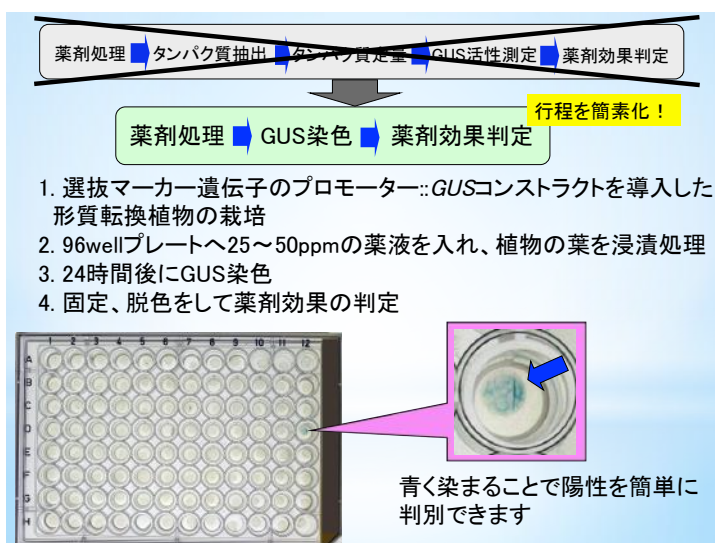 薬剤処理 タンパク質抽出 タンパク質定量 GUS活性測定 薬剤効果判定
行程を簡素化！
薬剤処理 GUS染色 薬剤効果判定
1. 選抜マーカー遺伝子のプロモーター::GUSコンストラクトを導入した
形質転換植物の栽培
2. 96wellプレートへ25～50ppmの薬液を入れ、植物の葉を浸漬処理
3. 24時間後にGUS染色
4. 固定、脱色をして薬剤効果の判定
1 2 3 4 5 6 7 8 9 10 11 12
A
B
C
D
E
F
G
H
青く染まることで陽性を簡単に
判別できます